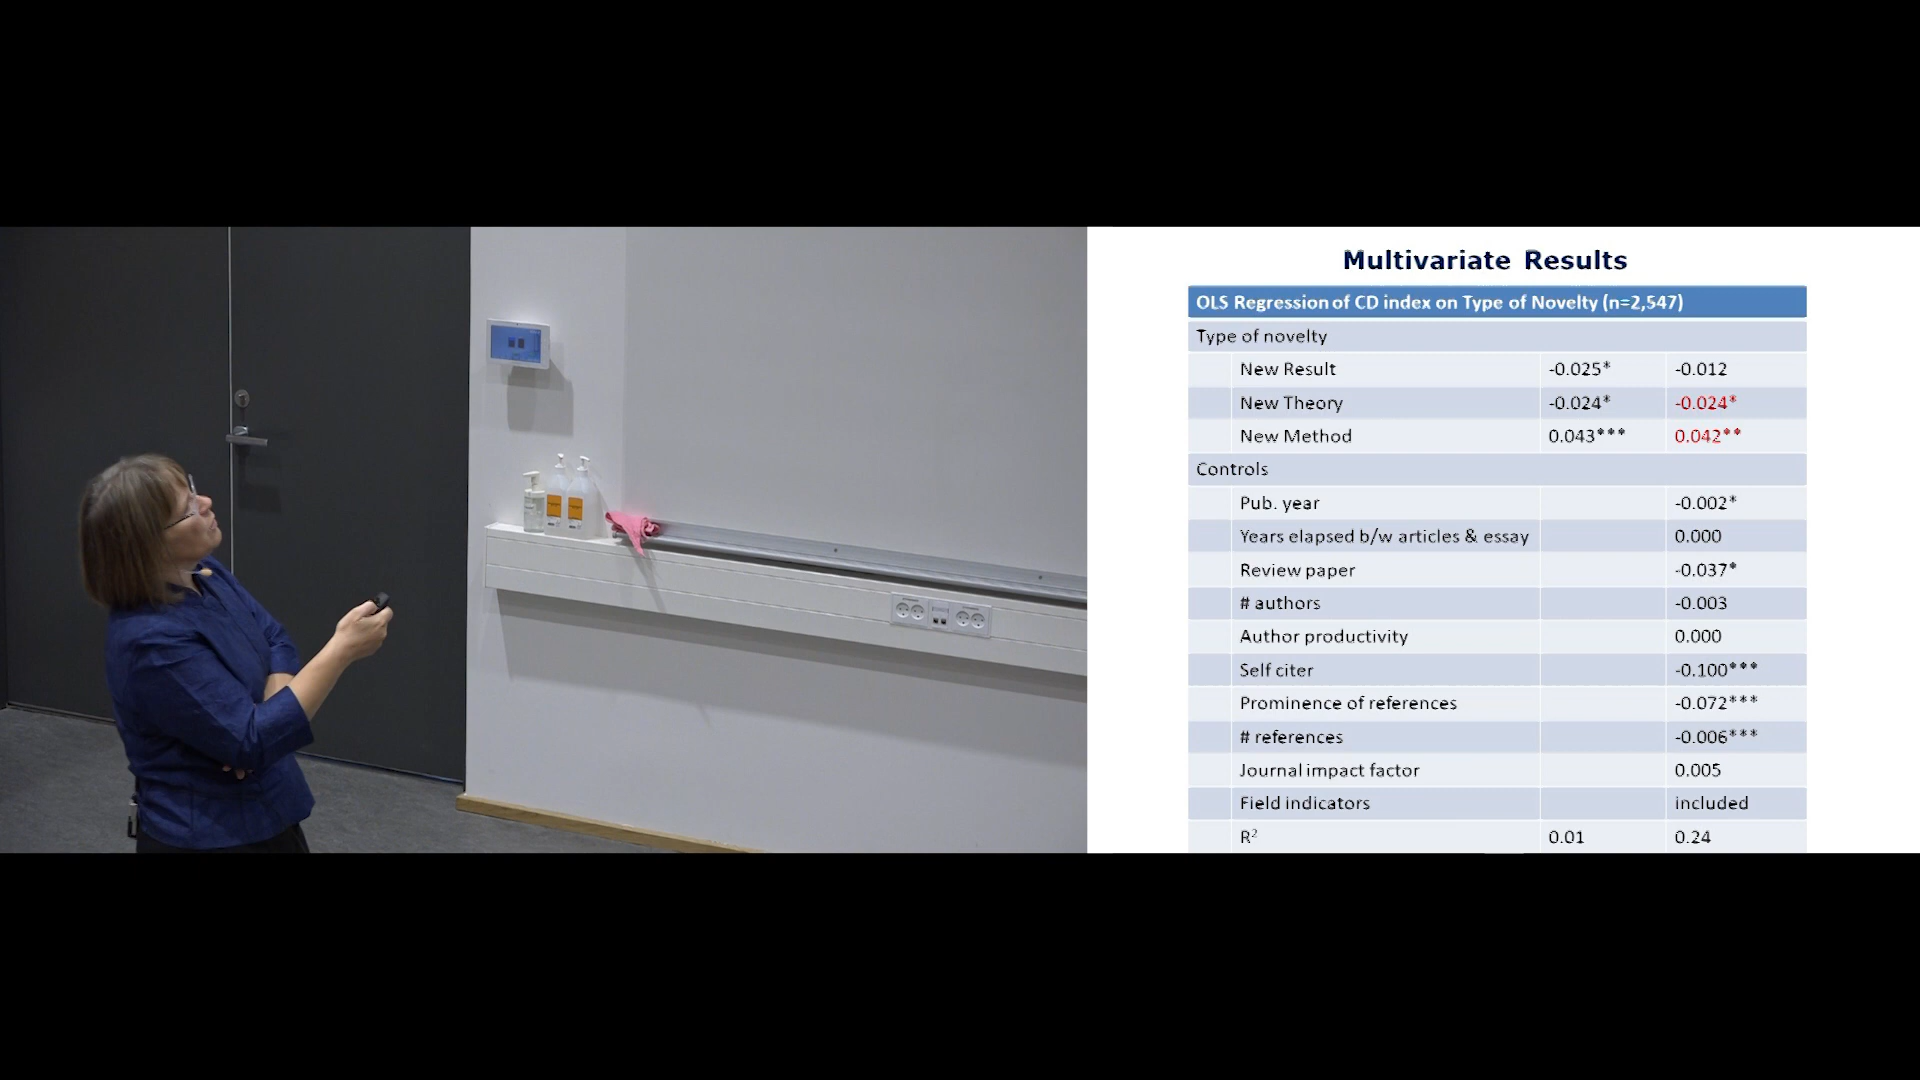 Multivariate Results
OLS Regression of CD index on Type of Novelty (n=2,547)
Type of novelty
New Result -0.025* -0.012
New Theory -0.024* -0.024*
New Method 0.043*** 0.042**
Controls
Pub. year -0.002*
Years elapsed b/w articles & essay 0.000
Review paper -0.037*
# authors -0.003
Author productivity 0.000
Self citer -0.100***
Prominence of references -0.072***
# references -0.006***
Journal impact factor 0.005
Field indicators included
R² 0.01 0.24